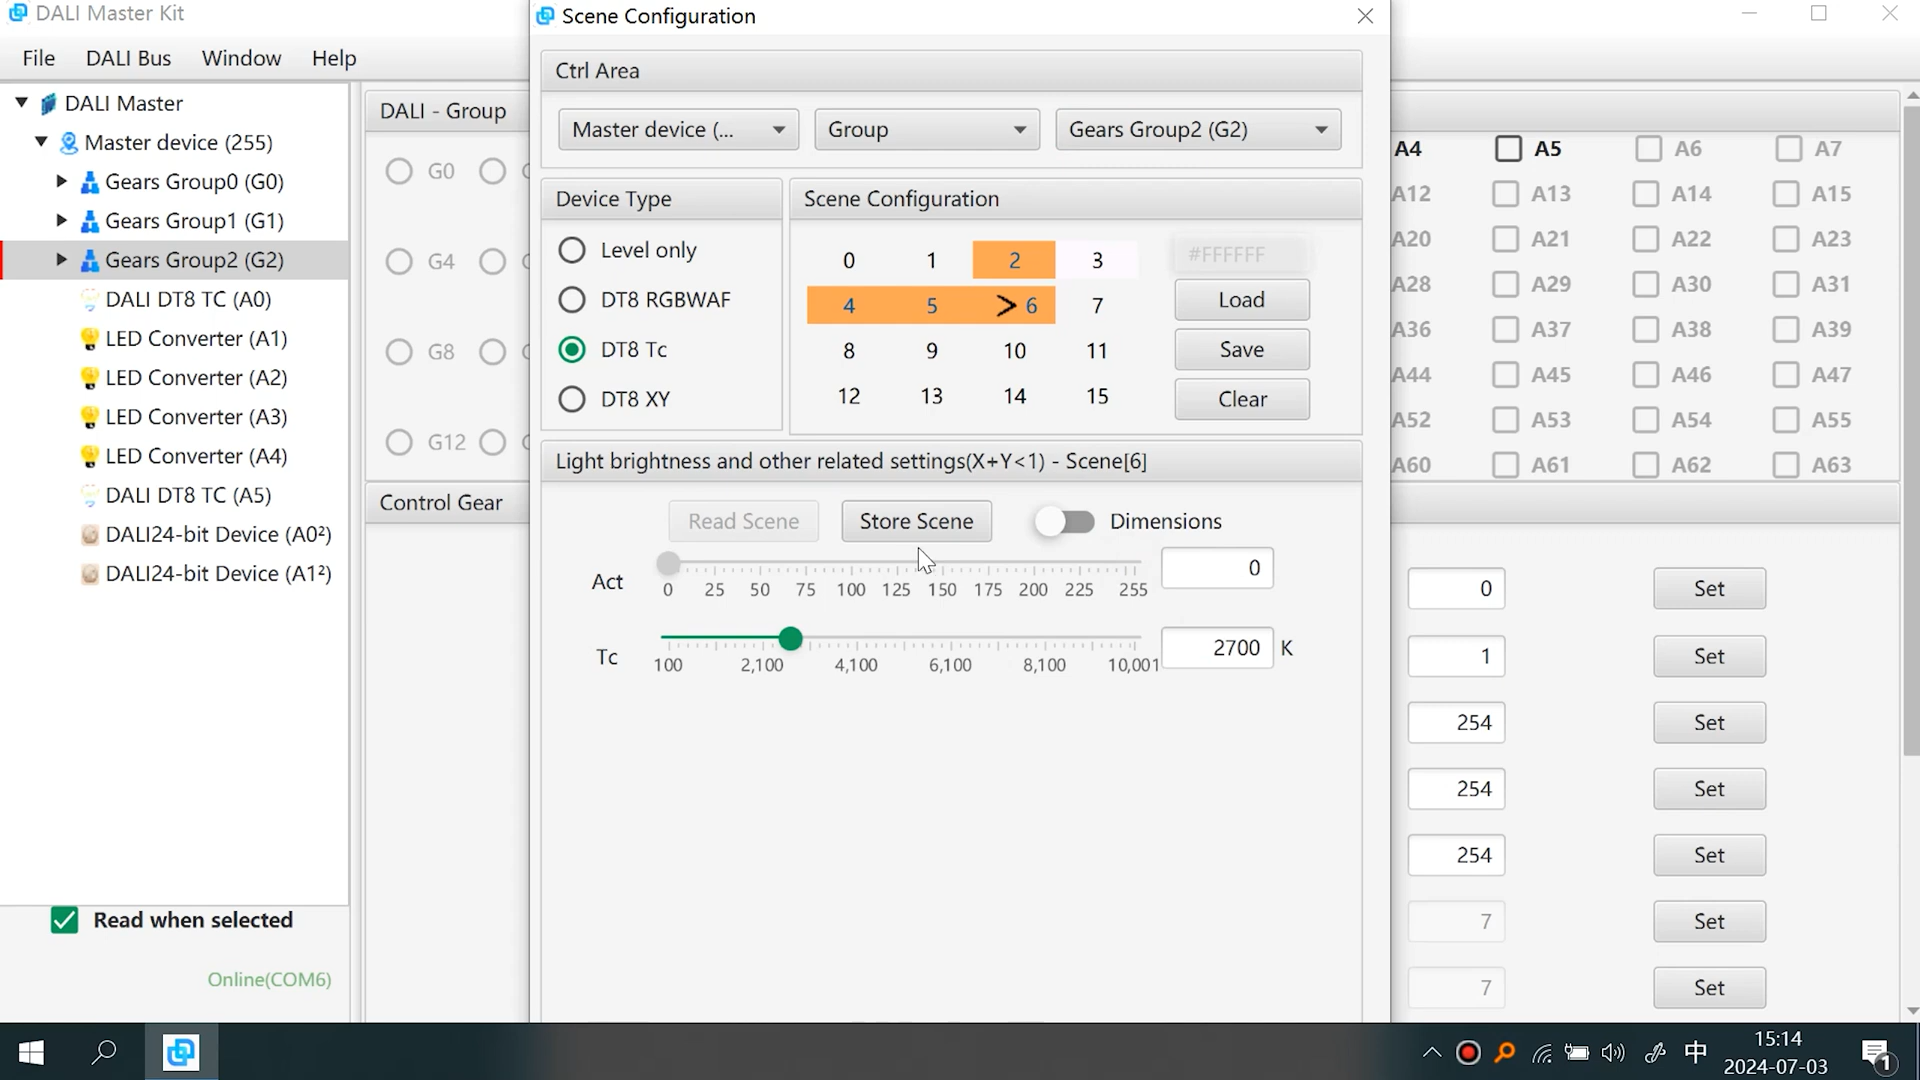 DALI Master Kit
File DALI Bus Window Help
DALI Master
Master device (255)
Gears Group0 (G0)
Gears Group1 (G1)
Gears Group2 (G2)
DALI DT8 TC (A0)
LED Converter (A1)
LED Converter (A2)
LED Converter (A3)
LED Converter (A4)
DALI DT8 TC (A5)
DALI24-bit Device (A0²)
DALI24-bit Device (A1²)
Read when selected
Online(COM6)
DALI - Group
G0
G4
G8
G12
Control Gear
Scene Configuration
Ctrl Area
Master device (... Group Gears Group2 (G2)
Device Type
Level only
DT8 RGBWAF
DT8 Tc
DT8 XY
Scene Configuration
0 1 2 3
4 5 > 6 7
8 9 10 11
12 13 14 15
#FFFFFF
Load
Save
Clear
Light brightness and other related settings(X+Y<1) - Scene[6]
Read Scene Store Scene Dimensions
Act 0
0 25 50 75 100 125 150 175 200 225 255
Tc 2700 K
100 2,100 4,100 6,100 8,100 10,001
A4 A5 A6 A7
A12 A13 A14 A15
A20 A21 A22 A23
A28 A29 A30 A31
A36 A37 A38 A39
A44 A45 A46 A47
A52 A53 A54 A55
A60 A61 A62 A63
0 Set
1 Set
254 Set
254 Set
254 Set
7 Set
7 Set
中
15:14
2024-07-03
1